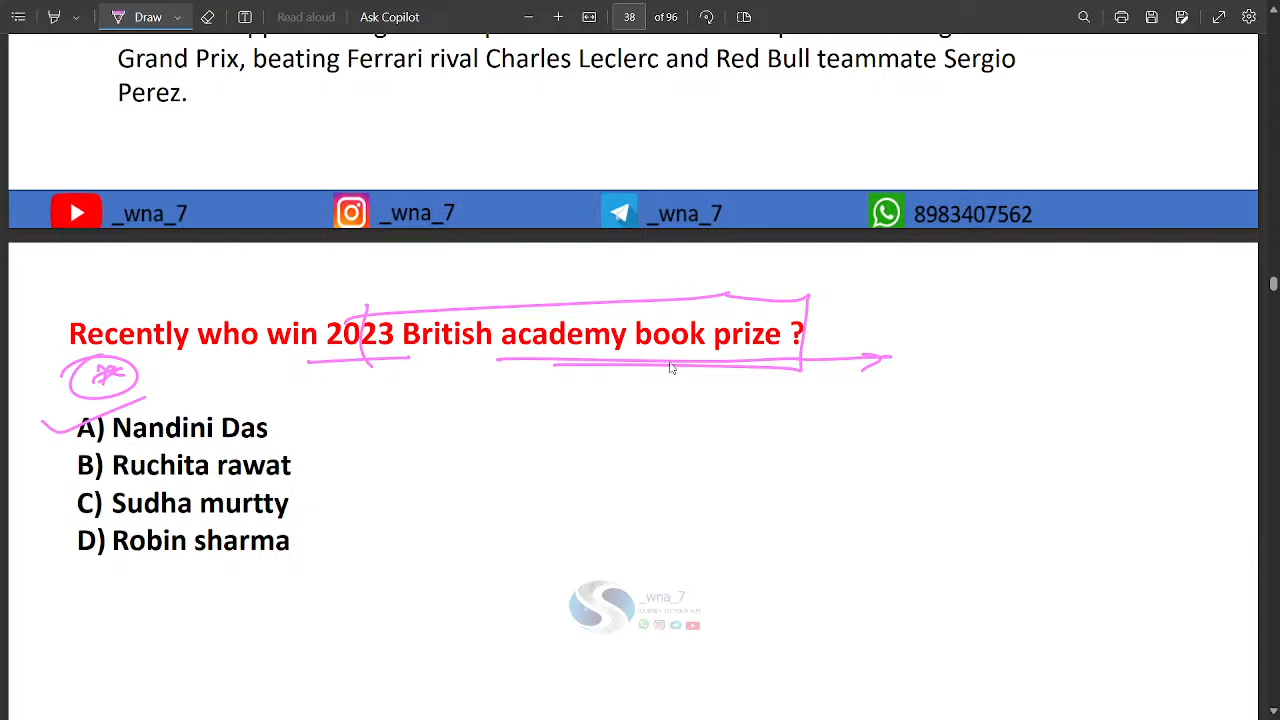 Draw
Read aloud
Ask Copilot
38 of 96
Grand Prix, beating Ferrari rival Charles Leclerc and Red Bull teammate Sergio
Perez.
_wna_7
_wna_7
_wna_7
8983407562
Recently who win 2023 British academy book prize ?
A) Nandini Das
B) Ruchita rawat
C) Sudha murtty
D) Robin sharma
_wna_7